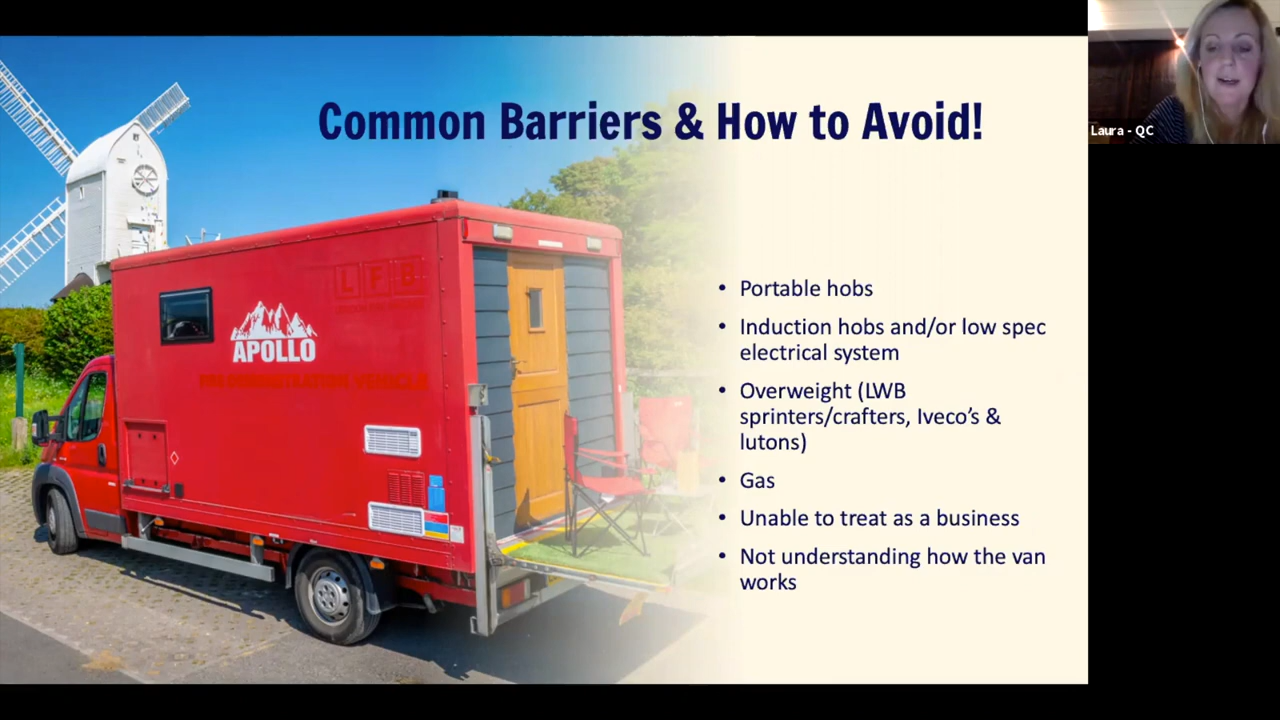 Common Barriers & How to Avoid!
Laura - QC
LFB
APOLLO
• Portable hobs
• Induction hobs and/or low spec
electrical system
• Overweight (LWB
sprinters/crafters, Iveco's &
lutons)
• Gas
• Unable to treat as a business
• Not understanding how the van
works